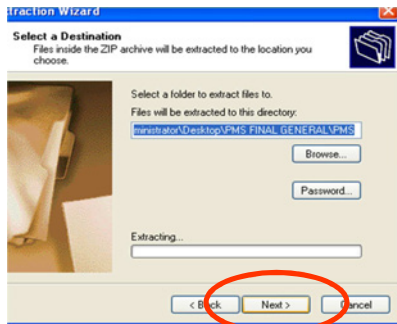 traction Wizard
Select a Destination
Files inside the ZIP archive will be extracted to the location you
choose.
Select a folder to extract files to.
Files will be extracted to this directory:
ministrator\Desktop\PMS FINAL GENERAL\PMS
Browse...
Password...
Extracting...
< Back Next > Cancel